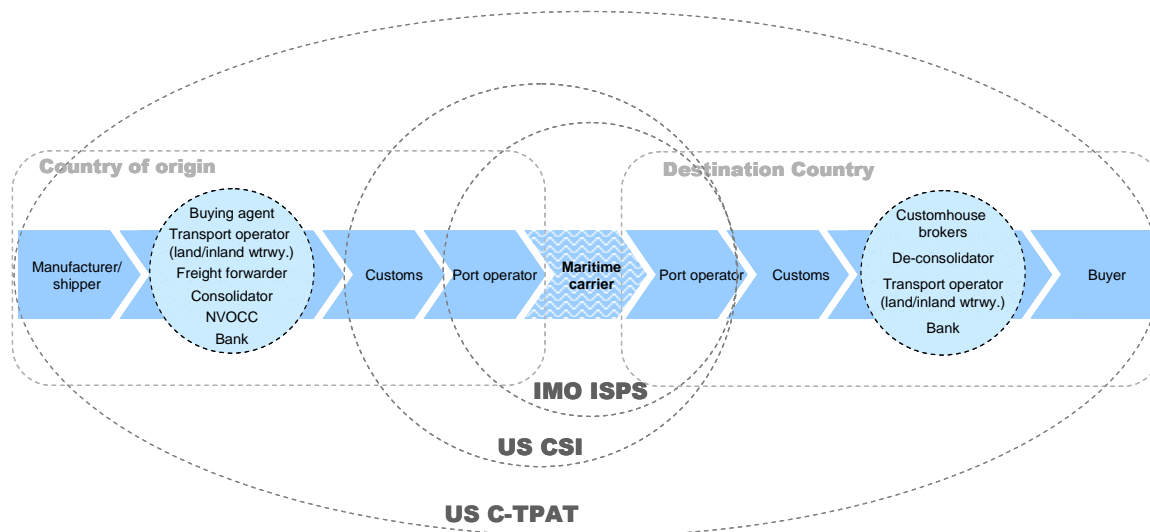 Country of origin
Destination Country
Manufacturer/
shipper
Buying agent
Transport operator
(land/inland wtrwy.)
Freight forwarder
Consolidator
NVOCC
Bank
Customs
Port operator
Maritime
carrier
Port operator
Customs
Customhouse
brokers
De-consolidator
Transport operator
(land/inland wtrwy.)
Bank
Buyer
IMO ISPS
US CSI
US C-TPAT